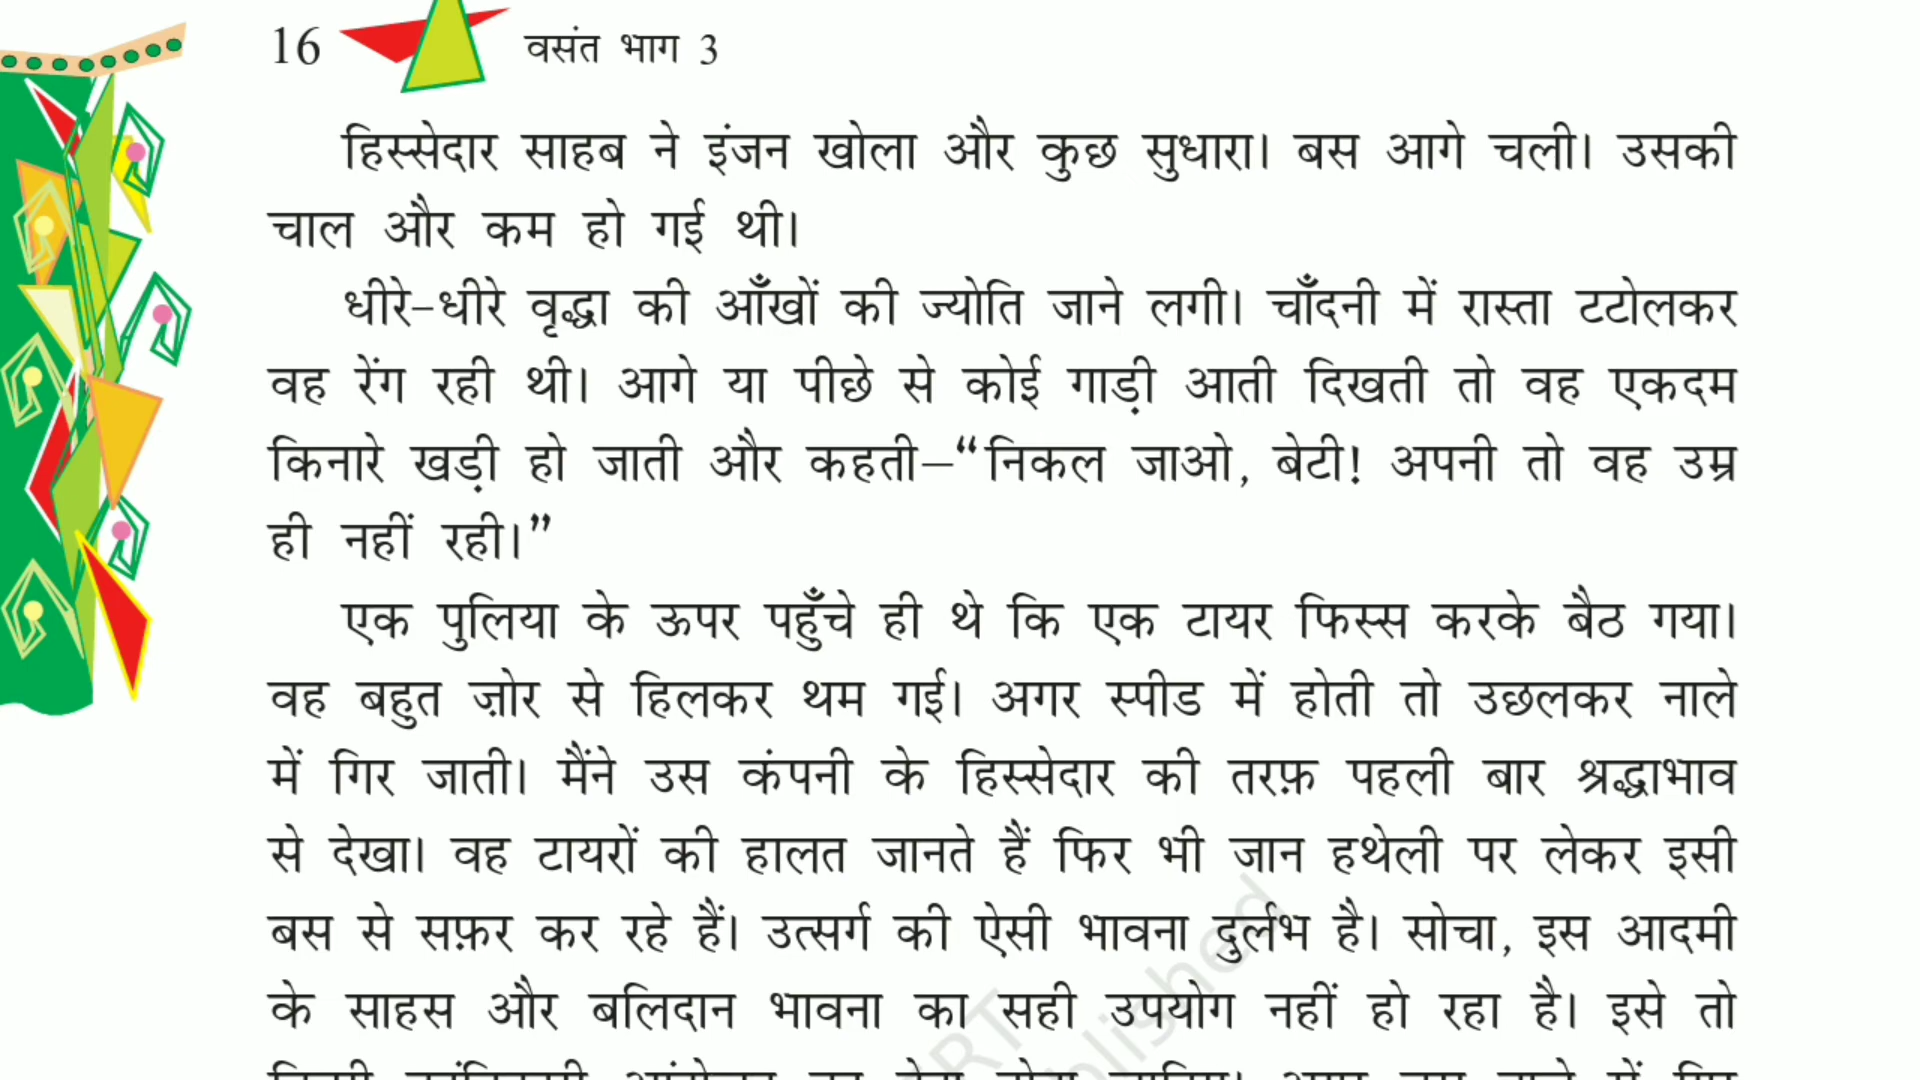 16 वसंत भाग 3
हिस्सेदार साहब ने इंजन खोला और कुछ सुधारा। बस आगे चली। उसकी
चाल और कम हो गई थी।
धीरे-धीरे वृद्धा की आँखों की ज्योति जाने लगी। चाँदनी में रास्ता टटोलकर
वह रेंग रही थी। आगे या पीछे से कोई गाड़ी आती दिखती तो वह एकदम
किनारे खड़ी हो जाती और कहती–“निकल जाओ, बेटी! अपनी तो वह उम्र
ही नहीं रही।”
एक पुलिया के ऊपर पहुँचे ही थे कि एक टायर फिस्स करके बैठ गया।
वह बहुत ज़ोर से हिलकर थम गई। अगर स्पीड में होती तो उछलकर नाले
में गिर जाती। मैंने उस कंपनी के हिस्सेदार की तरफ़ पहली बार श्रद्धाभाव
से देखा। वह टायरों की हालत जानते हैं फिर भी जान हथेली पर लेकर इसी
बस से सफ़र कर रहे हैं। उत्सर्ग की ऐसी भावना दुर्लभ है। सोचा, इस आदमी
के साहस और बलिदान भावना का सही उपयोग नहीं हो रहा है। इसे तो